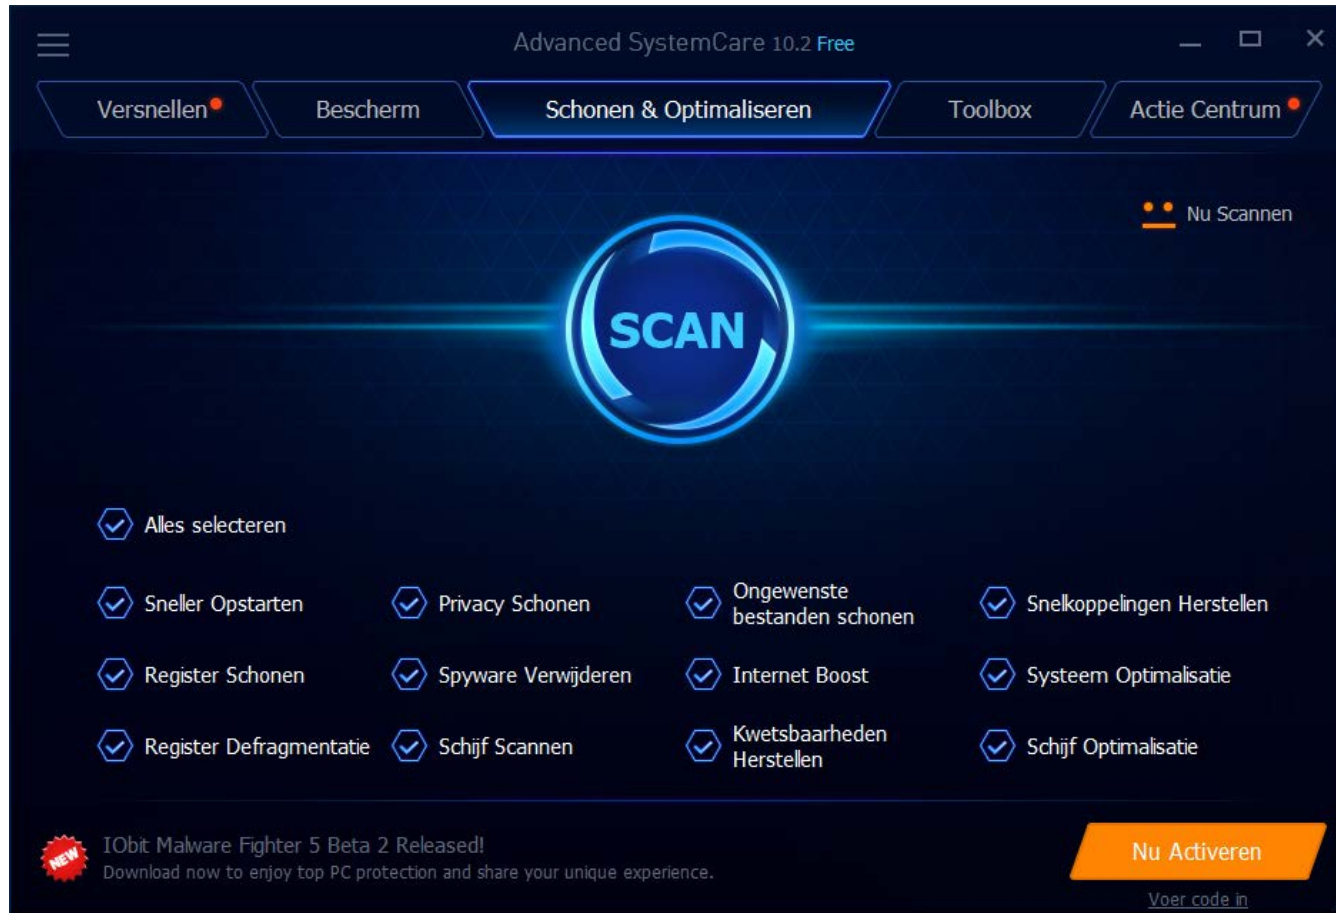 Advanced SystemCare 10.2 Free
Versnellen
Bescherm
Schonen & Optimaliseren
Toolbox
Actie Centrum
Nu Scannen
SCAN
Alles selecteren
Sneller Opstarten
Privacy Schonen
Ongewenste
bestanden schonen
Snelkoppelingen Herstellen
Register Schonen
Spyware Verwijderen
Internet Boost
Systeem Optimalisatie
Register Defragmentatie
Schijf Scannen
Kwetsbaarheden
Herstellen
Schijf Optimalisatie
NEW
IObit Malware Fighter 5 Beta 2 Released!
Download now to enjoy top PC protection and share your unique experience.
Nu Activeren
Voer code in